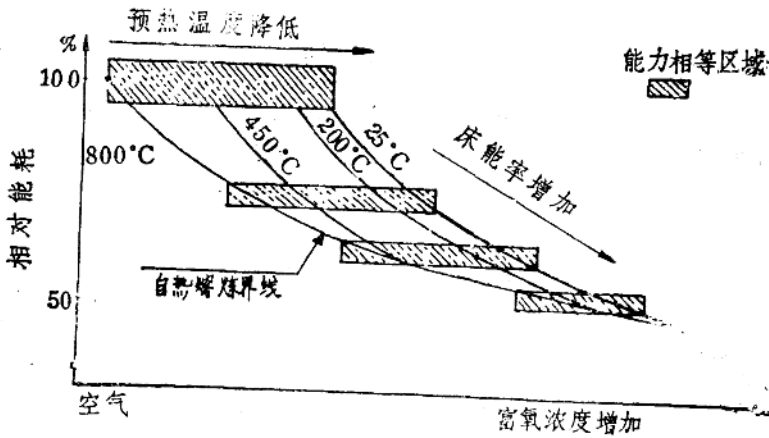 预热温度降低
%
100
能力相等区域
800°C
450°C
200°C
25°C
床能率增加
相对能耗
自热熔炼界线
50
空气
富氧浓度增加